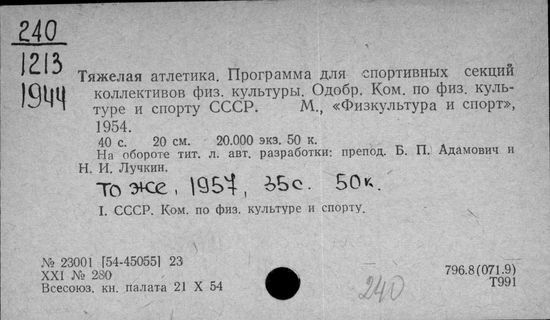 240
1213
1944
Тяжелая атлетика. Программа для спортивных секций
коллективов физ. культуры. Одобр. Ком. по физ. куль-
туре и спорту СССР. М., «Физкультура и спорт»,
1954.
40 с. 20 см. 20.000 экз. 50 к.
На обороте тит. л. авт. разработки: препод. Б. П. Адамович и
Н. И. Лучкин.
То же, 1957, 35с. 50к.
I. СССР. Ком. по физ. культуре и спорту.
№ 23001 [54-45055] 23
XXI № 280
Всесоюз. кн. палата 21 X 54
240
796.8(071.9)
Т991